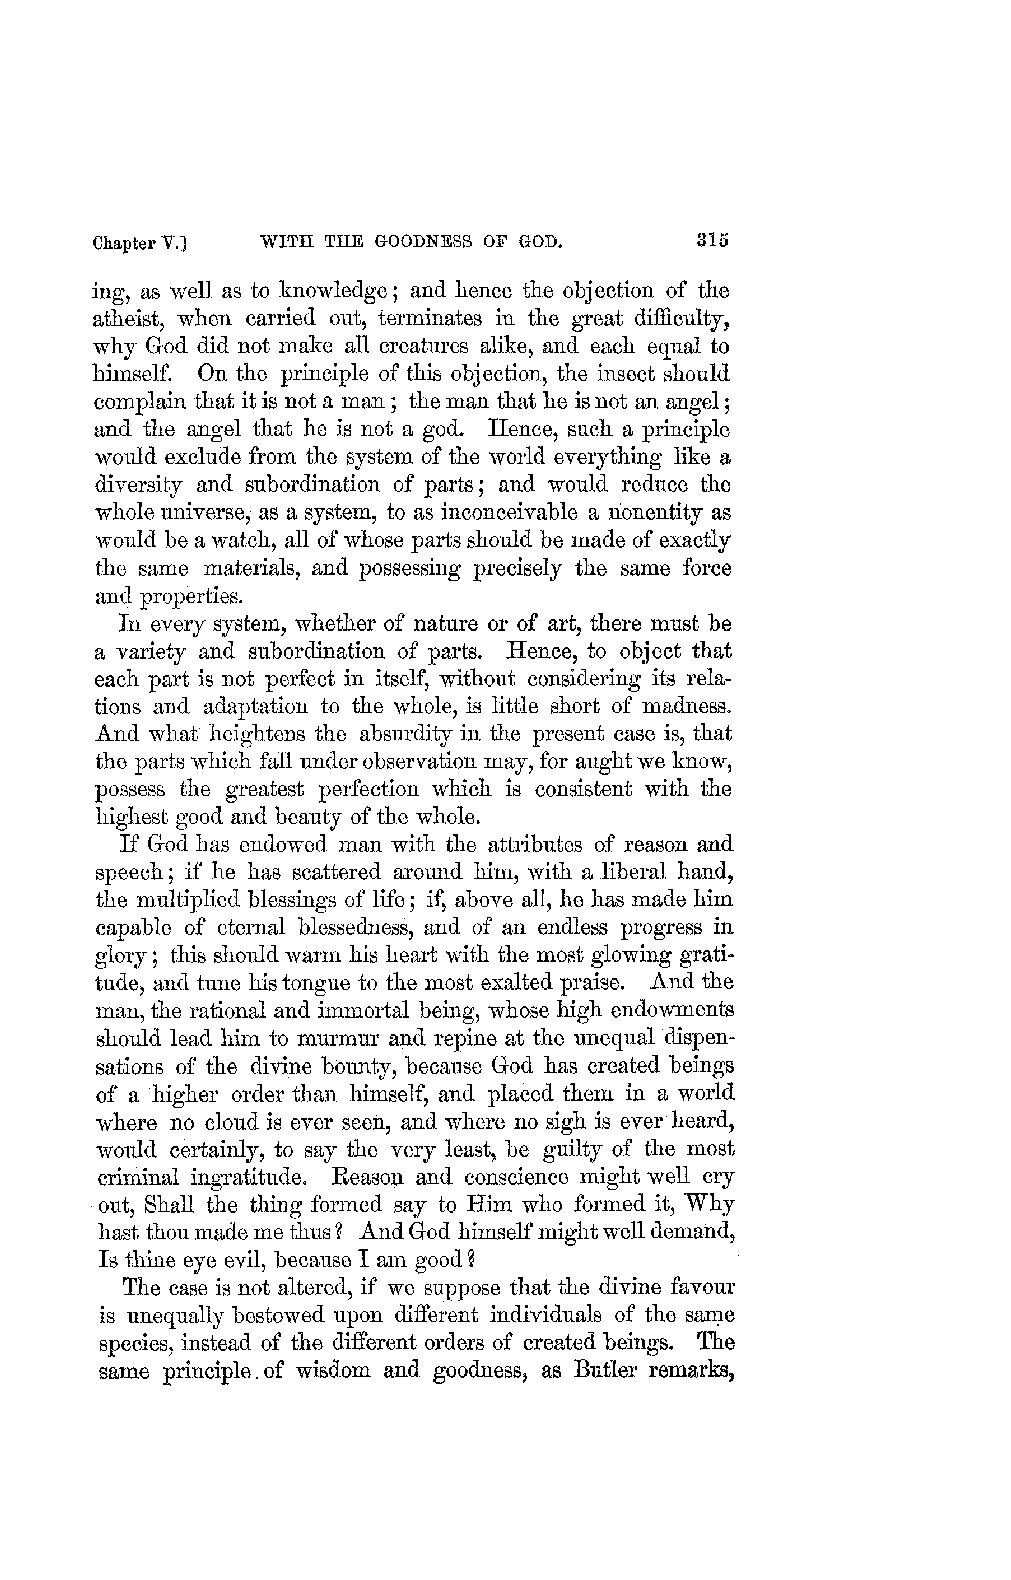 Chapter V.] WITH THE GOODNESS OF GOD. 315
ing, as well as to knowledge; and hence the objection of the
atheist, when carried out, terminates in the great difficulty,
why God did not make all creatures alike, and each equal to
himself. On the principle of this objection, the insect should
complain that it is not a man; the man that he is not an angel;
and the angel that he is not a god. Hence, such a principle
would exclude from the system of the world everything like a
diversity and subordination of parts; and would reduce the
whole universe, as a system, to as inconceivable a nonentity as
would be a watch, all of whose parts should be made of exactly
the same materials, and possessing precisely the same force
and properties.
In every system, whether of nature or of art, there must be
a variety and subordination of parts. Hence, to object that
each part is not perfect in itself, without considering its rela-
tions and adaptation to the whole, is little short of madness.
And what heightens the absurdity in the present case is, that
the parts which fall under observation may, for aught we know,
possess the greatest perfection which is consistent with the
highest good and beauty of the whole.
If God has endowed man with the attributes of reason and
speech; if he has scattered around him, with a liberal hand,
the multiplied blessings of life; if, above all, he has made him
capable of eternal blessedness, and of an endless progress in
glory; this should warm his heart with the most glowing grati-
tude, and tune his tongue to the most exalted praise. And the
man, the rational and immortal being, whose high endowments
should lead him to murmur and repine at the unequal dispen-
sations of the divine bounty, because God has created beings
of a higher order than himself, and placed them in a world
where no cloud is ever seen, and where no sigh is ever heard,
would certainly, to say the very least, be guilty of the most
criminal ingratitude. Reason and conscience might well cry
out, Shall the thing formed say to Him who formed it, Why
hast thou made me thus? And God himself might well demand,
Is thine eye evil, because I am good?
The case is not altered, if we suppose that the divine favour
is unequally bestowed upon different individuals of the same
species, instead of the different orders of created beings. The
same principle of wisdom and goodness, as Butler remarks,